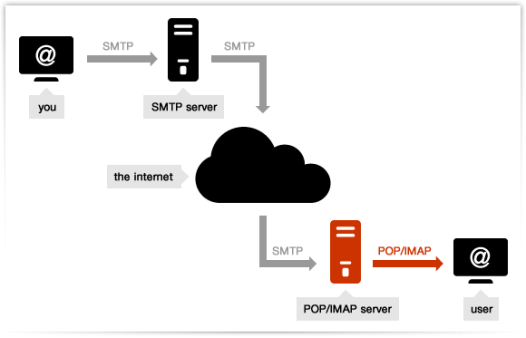 @
SMTP
SMTP
you
SMTP server
the internet
SMTP
POP/IMAP
@
POP/IMAP server
user